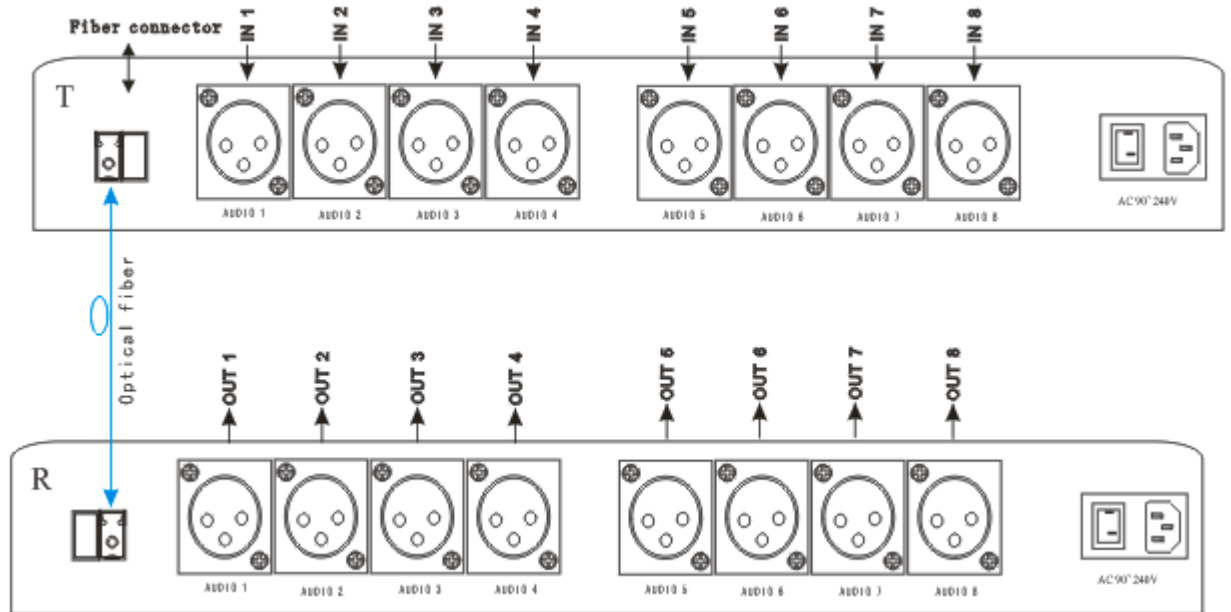 Fiber connector
IN 1 IN 2 IN 3 IN 4 IN 5 IN 6 IN 7 IN 8
T
AUDIO 1 AUDIO 2 AUDIO 3 AUDIO 4 AUDIO 5 AUDIO 6 AUDIO 7 AUDIO 8
AC90~240V
Optical fiber
OUT 1 OUT 2 OUT 3 OUT 4 OUT 5 OUT 6 OUT 7 OUT 8
R
AUDIO 1 AUDIO 2 AUDIO 3 AUDIO 4 AUDIO 5 AUDIO 6 AUDIO 7 AUDIO 8
AC90~240V